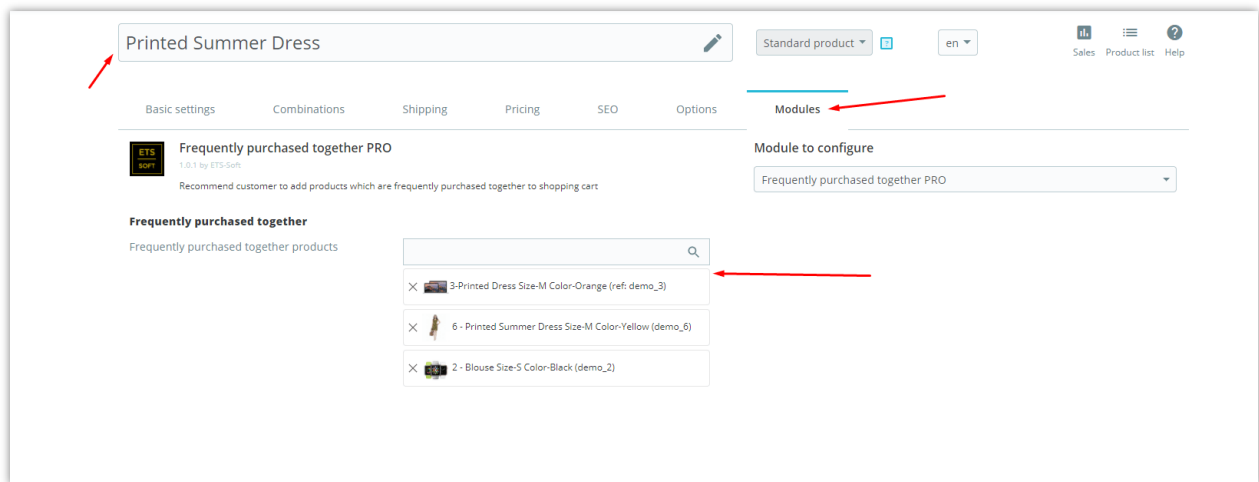 Printed Summer Dress
Standard product
en
Sales Product list Help
Basic settings Combinations Shipping Pricing SEO Options Modules
ETS
SOFT
Frequently purchased together PRO
1.0.1 by ETS-Soft
Recommend customer to add products which are frequently purchased together to shopping cart
Module to configure
Frequently purchased together PRO
Frequently purchased together
Frequently purchased together products
3-Printed Dress Size-M Color-Orange (ref: demo_3)
6 - Printed Summer Dress Size-M Color-Yellow (demo_6)
2 - Blouse Size-S Color-Black (demo_2)